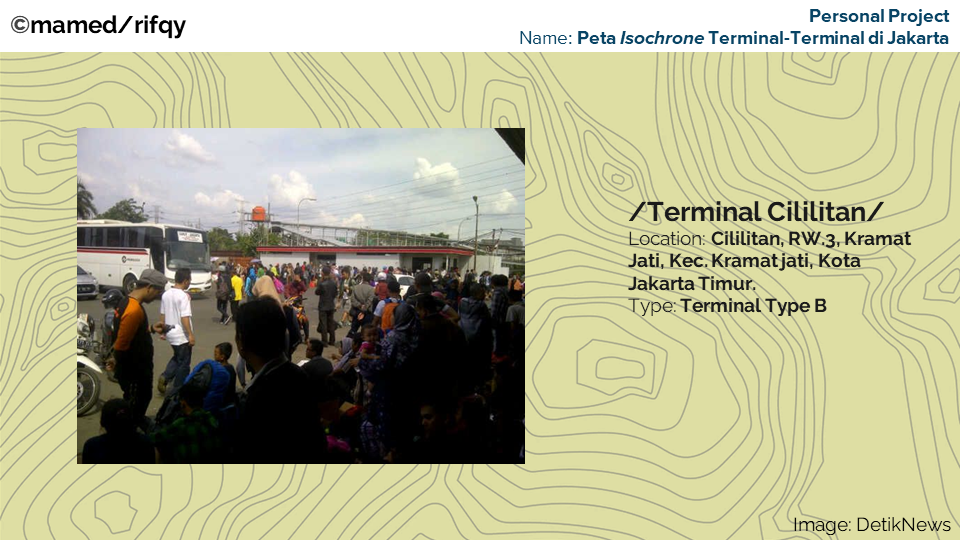 ©mamed/rifqy
Personal Project
Name: Peta Isochrone Terminal-Terminal di Jakarta
/Terminal Cililitan/
Location: Cililitan, RW.3, Kramat
Jati, Kec. Kramat jati, Kota
Jakarta Timur.
Type: Terminal Type B
Image: DetikNews